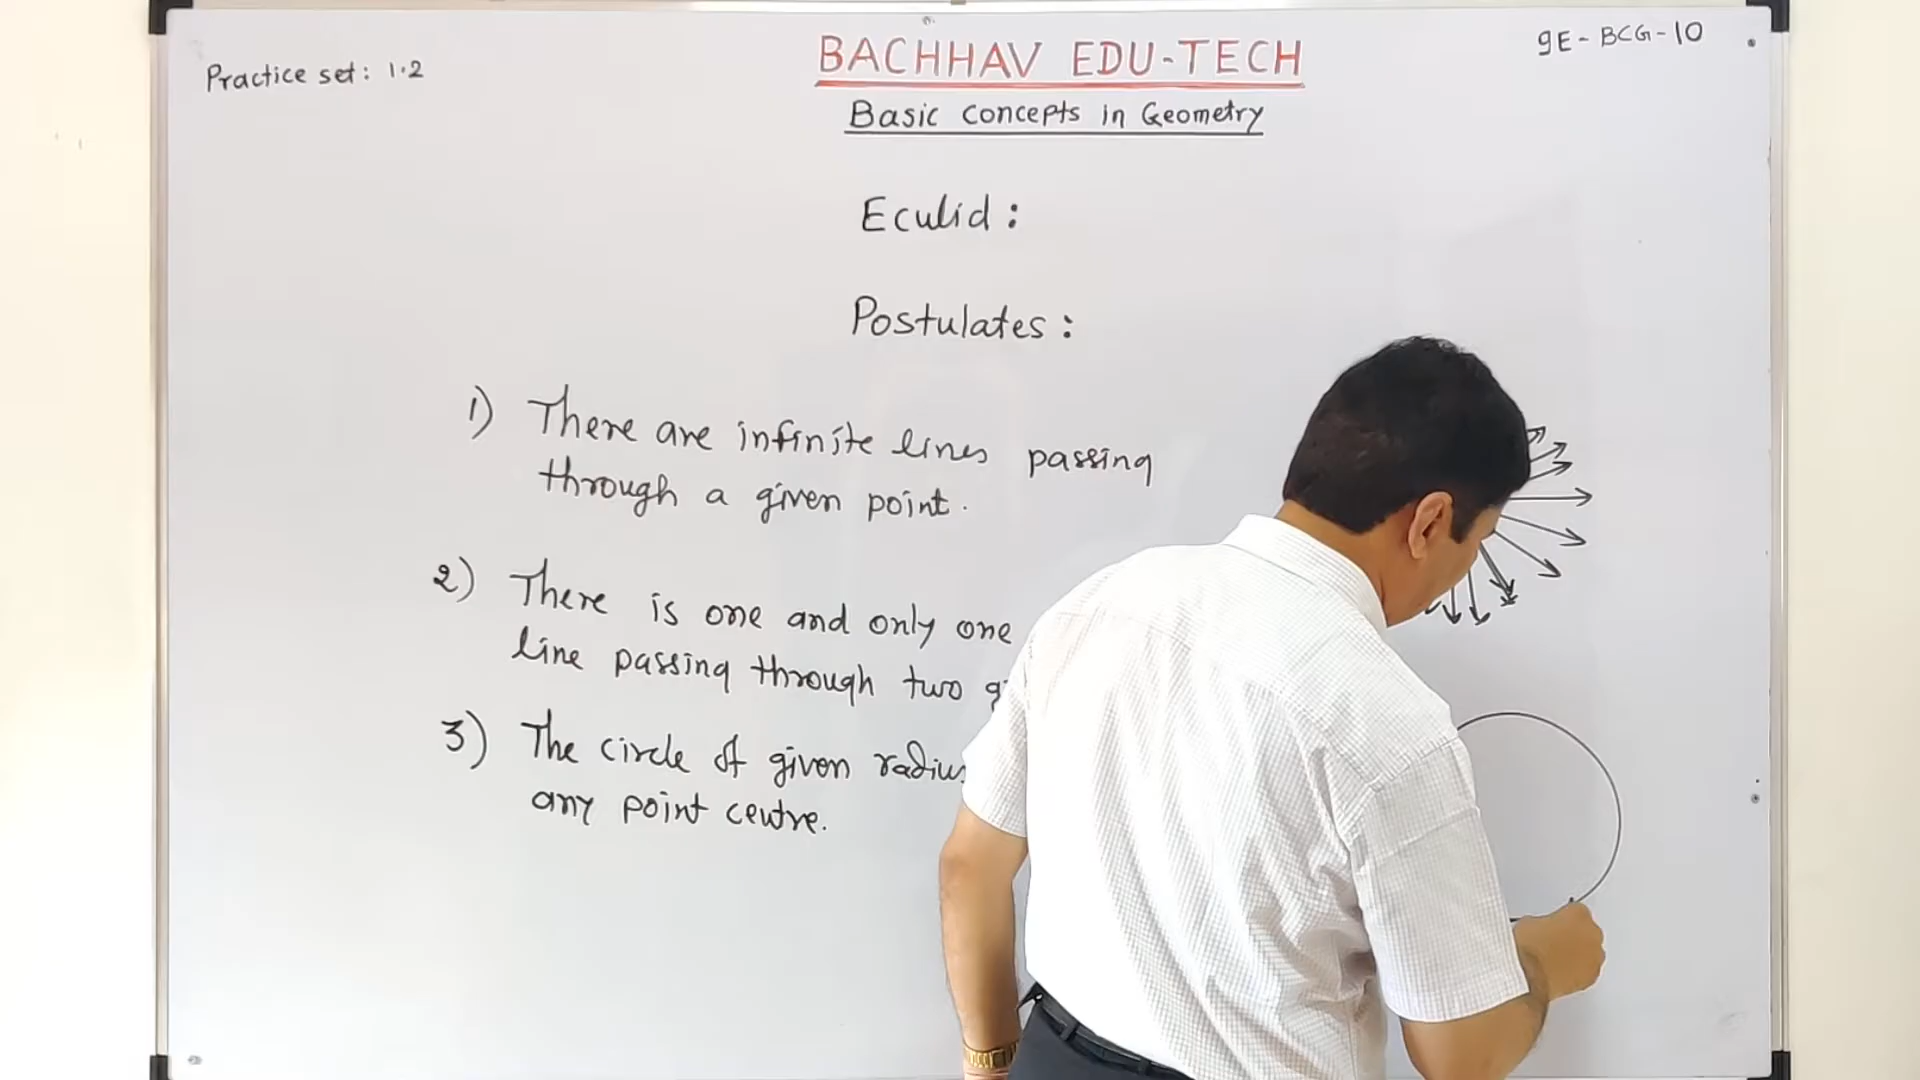 Practice set: 1.2
BACHHAV EDU-TECH
9E-BCG-10
Basic concepts in Geometry
Eculid:
Postulates:
1) There are infinite lines passing
through a given point.
2) There is one and only one
line passing through two
3) The circle of given radius
any point centre.